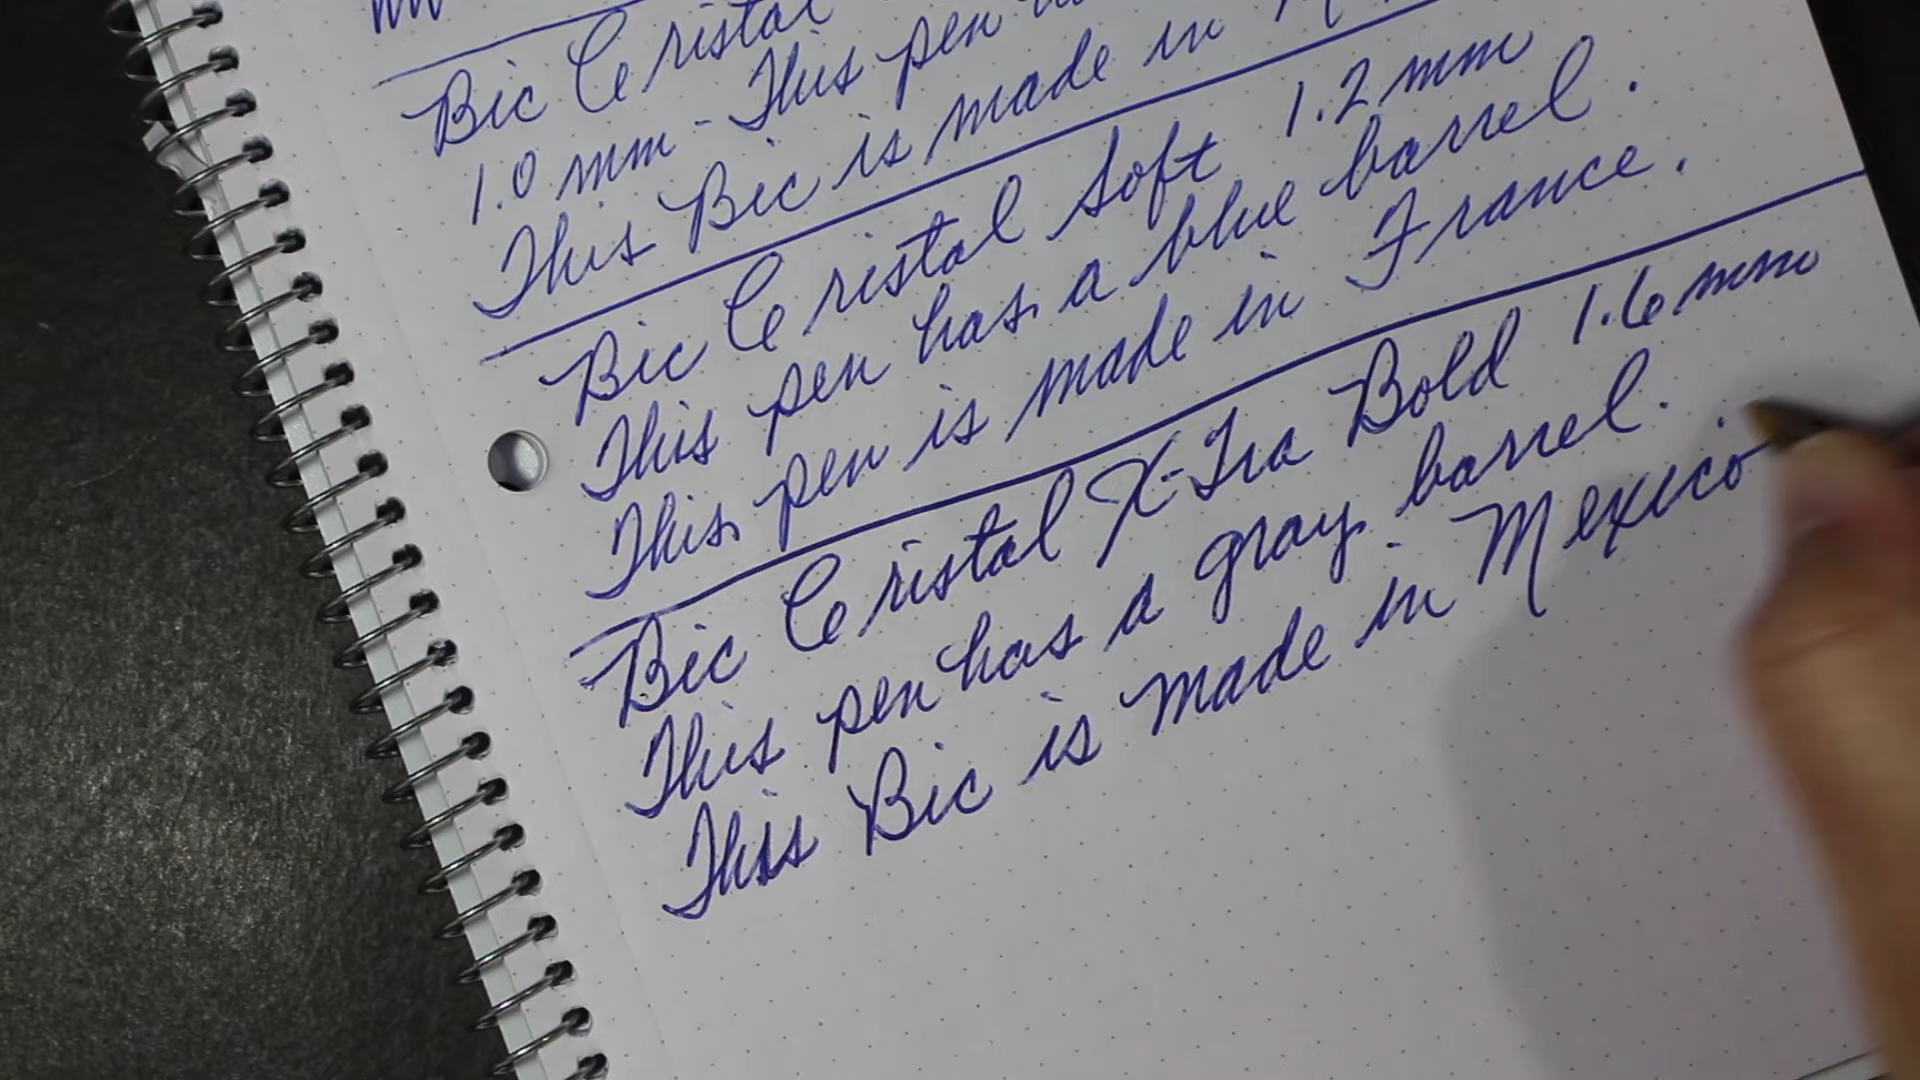 Bic Cristal
1.0 mm - This pen
This Bic is made in
Bic Cristal Soft 1.2 mm
This pen has a blue barrel.
This pen is made in France.
Bic Cristal X-Tra Bold 1.6 mm
This pen has a gray barrel.
This Bic is made in Mexico